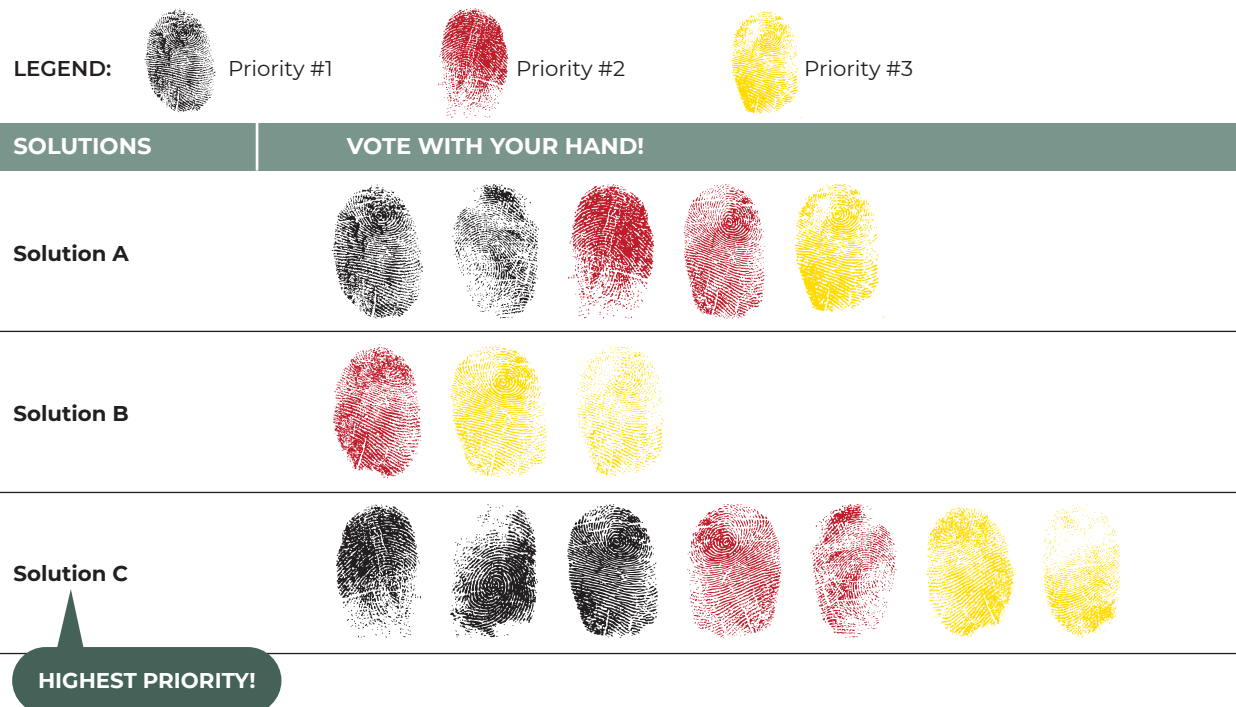 LEGEND: Priority #1 Priority #2 Priority #3
SOLUTIONS VOTE WITH YOUR HAND!
Solution A
Solution B
Solution C
HIGHEST PRIORITY!